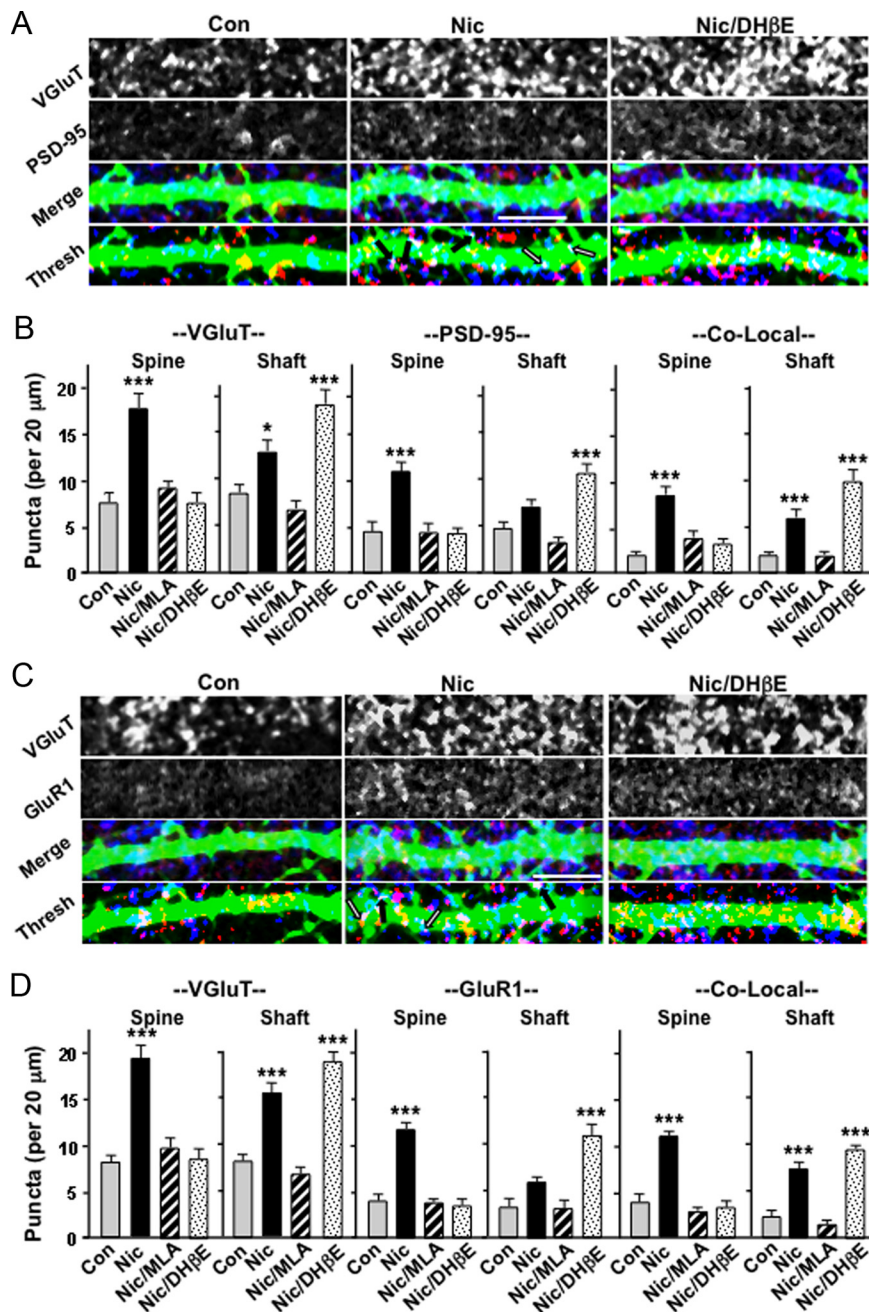 A
Con Nic Nic/DHβE
VGluT
PSD-95
Merge
Thresh
B
--VGluT-- --PSD-95-- --Co-Local--
Spine Shaft Spine Shaft Spine Shaft
Puncta (per 20 μm)
20
15
10
5
0
*** * *** *** *** *** *** ***
Con Nic Nic/MLA Nic/DHβE Con Nic Nic/MLA Nic/DHβE Con Nic Nic/MLA Nic/DHβE Con Nic Nic/MLA Nic/DHβE Con Nic Nic/MLA Nic/DHβE Con Nic Nic/MLA Nic/DHβE
C
Con Nic Nic/DHβE
VGluT
GluR1
Merge
Thresh
D
--VGluT-- --GluR1-- --Co-Local--
Spine Shaft Spine Shaft Spine Shaft
Puncta (per 20 μm)
20
15
10
5
0
*** *** *** *** *** *** *** ***
Con Nic Nic/MLA Nic/DHβE Con Nic Nic/MLA Nic/DHβE Con Nic Nic/MLA Nic/DHβE Con Nic Nic/MLA Nic/DHβE Con Nic Nic/MLA Nic/DHβE Con Nic Nic/MLA Nic/DHβE